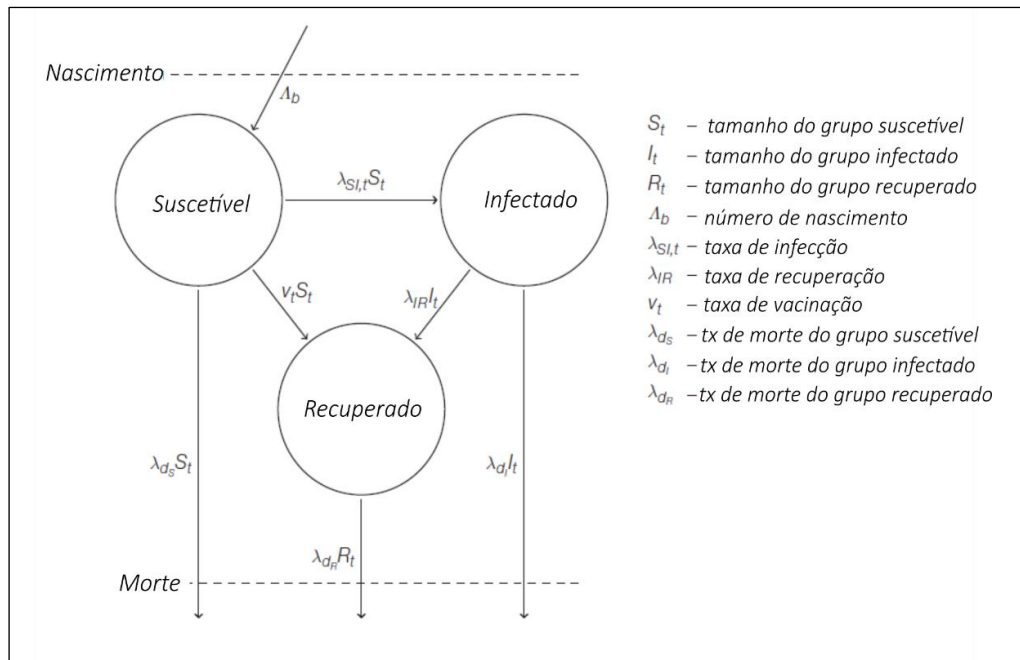 Nascimento
Λb
Suscetível
λSI,tSt
Infectado
vtSt
λIRIt
Recuperado
λdSSt
λdIIt
λdRRt
Morte
St – tamanho do grupo suscetível
It – tamanho do grupo infectado
Rt – tamanho do grupo recuperado
Λb – número de nascimento
λSI,t – taxa de infecção
λIR – taxa de recuperação
vt – taxa de vacinação
λdS – tx de morte do grupo suscetível
λdI – tx de morte do grupo infectado
λdR – tx de morte do grupo recuperado